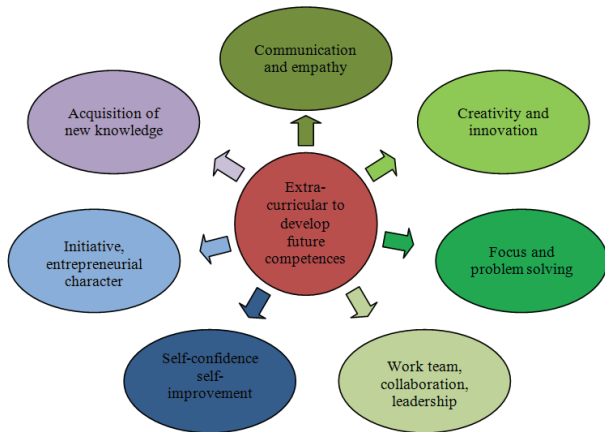 Communication
and empathy
Creativity and
innovation
Focus and
problem solving
Work team,
collaboration,
leadership
Self-confidence
self-
improvement
Initiative,
entrepreneurial
character
Acquisition of
new knowledge
Extra-
curricular to
develop
future
competences